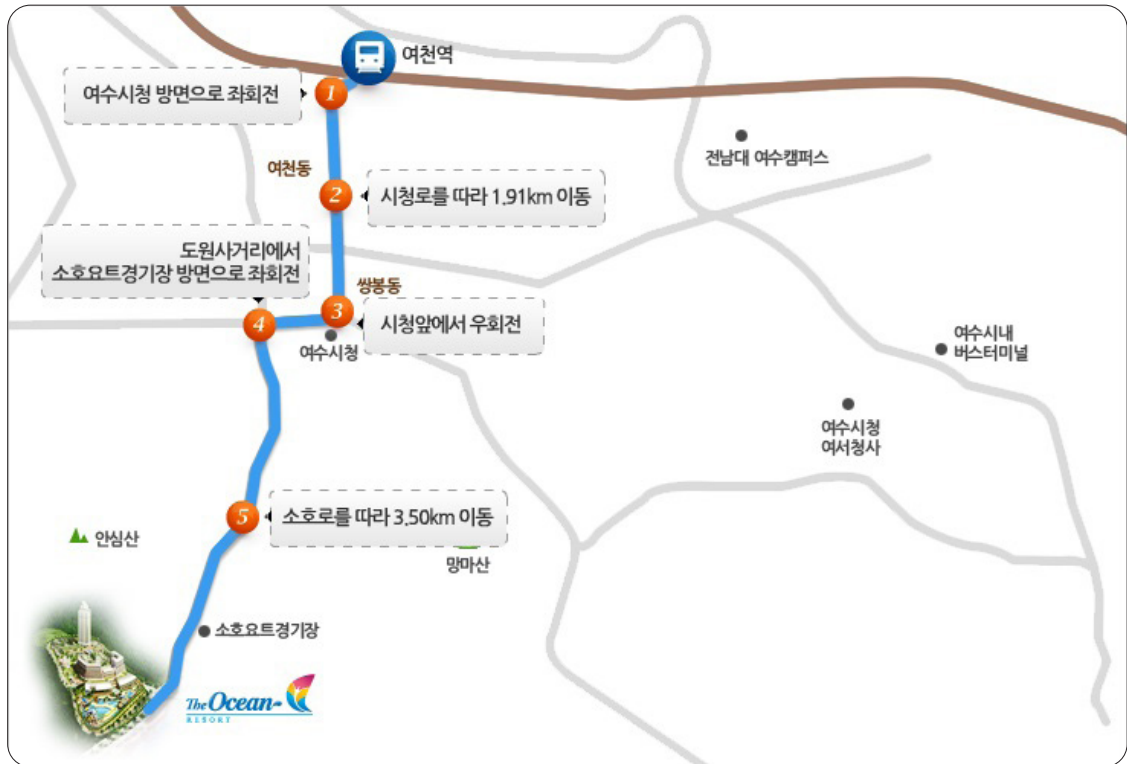 여천역
1
여수시청 방면으로 좌회전
전남대 여수캠퍼스
여천동
2
시청로를 따라 1.91km 이동
도원사거리에서
소호요트경기장 방면으로 좌회전
쌍봉동
3
시청앞에서 우회전
4
여수시청
여수시내
버스터미널
여수시청
여서청사
5
소호로를 따라 3.50km 이동
안심산
망마산
소호요트경기장
The Ocean
RESORT